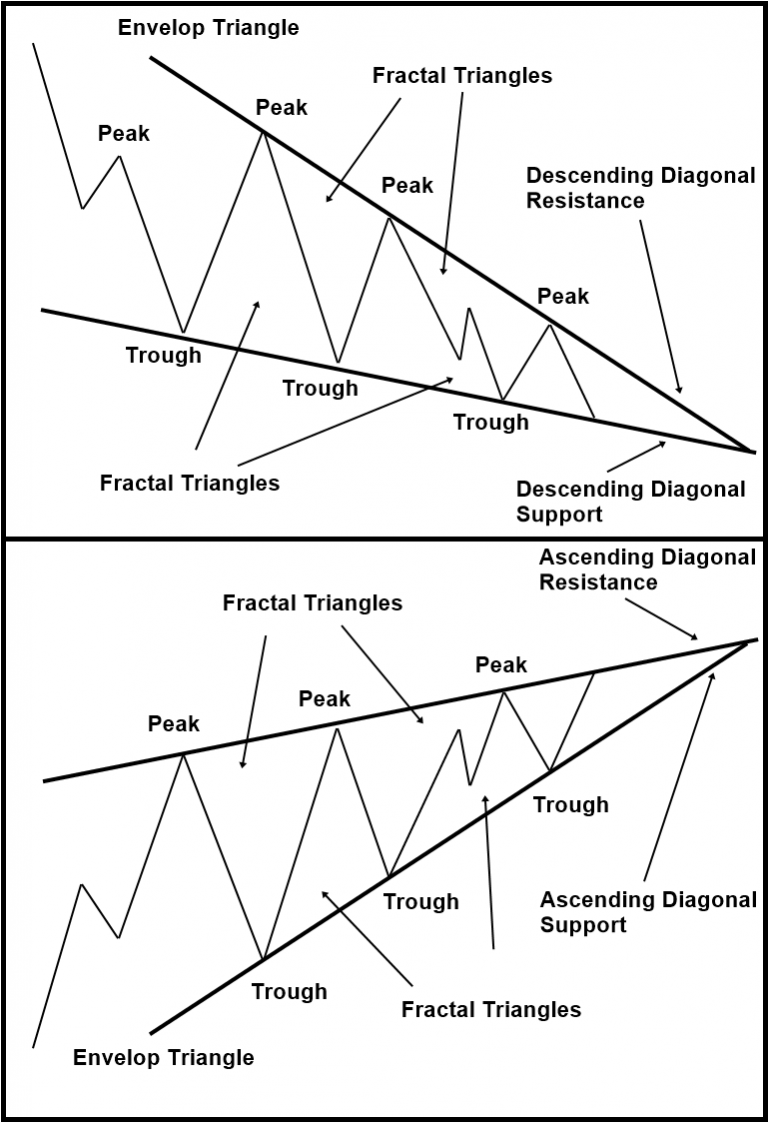 Envelop Triangle
Fractal Triangles
Peak
Peak
Peak
Descending Diagonal
Resistance
Peak
Trough
Trough
Trough
Fractal Triangles
Descending Diagonal
Support
Ascending Diagonal
Resistance
Fractal Triangles
Peak
Peak
Peak
Trough
Trough
Ascending Diagonal
Support
Trough
Fractal Triangles
Envelop Triangle